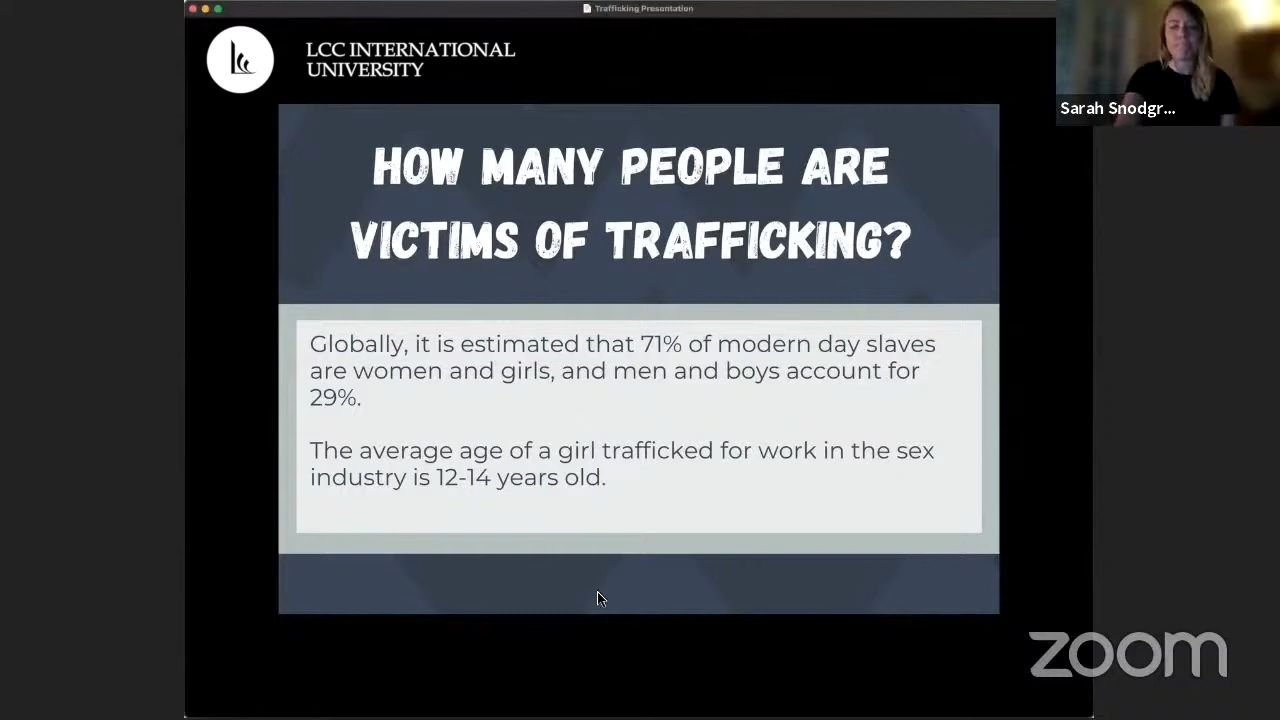 Trafficking Presentation
LCC INTERNATIONAL
UNIVERSITY
Sarah Snodgr...
HOW MANY PEOPLE ARE
VICTIMS OF TRAFFICKING?
Globally, it is estimated that 71% of modern day slaves
are women and girls, and men and boys account for
29%.
The average age of a girl trafficked for work in the sex
industry is 12-14 years old.
zoom